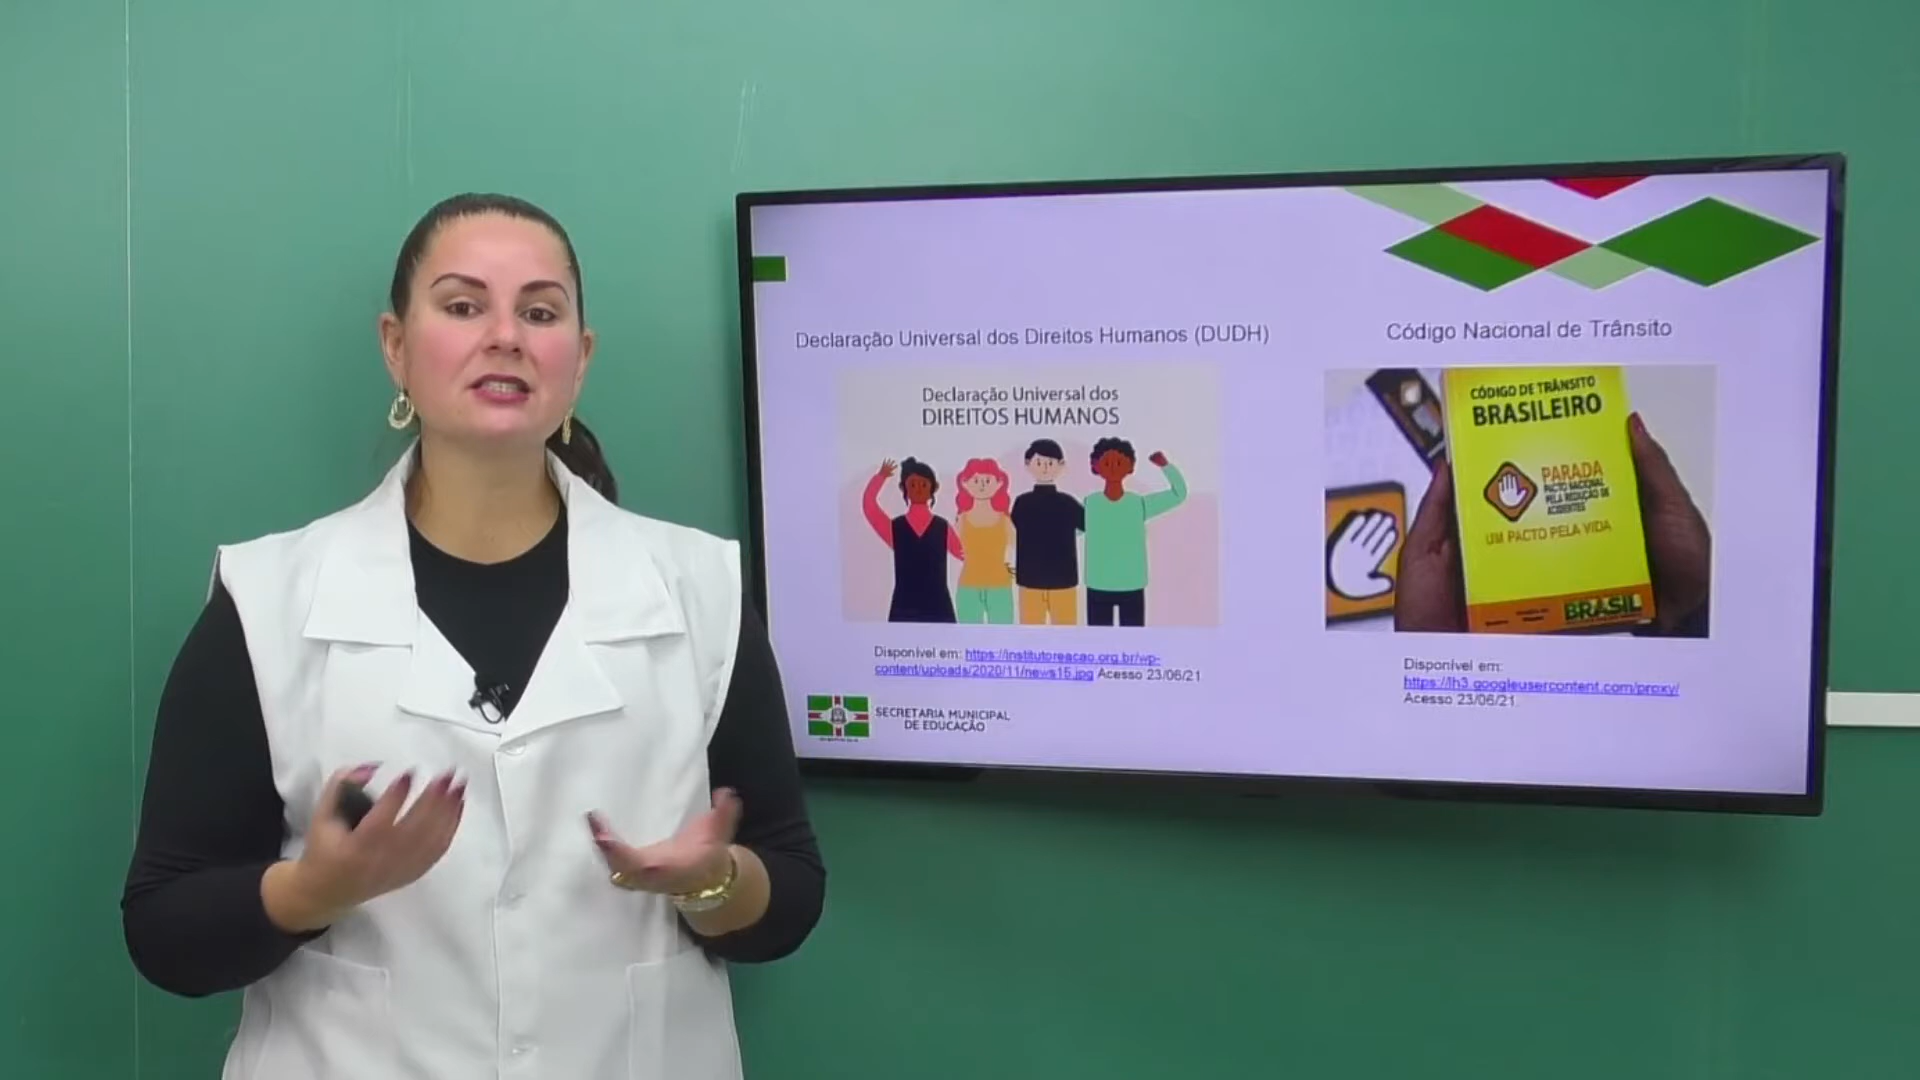 Declaração Universal dos Direitos Humanos (DUDH)
Declaração Universal dos
DIREITOS HUMANOS
Disponível em: https://institutoreacao.org.br/wp-
content/uploads/2020/11/news15.jpg Acesso 23/06/21
SECRETARIA MUNICIPAL
DE EDUCAÇÃO
Código Nacional de Trânsito
CÓDIGO DE TRÂNSITO
BRASILEIRO
PARADA
PACTO NACIONAL
PELA REDUÇÃO DE
ACIDENTES
UM PACTO PELA VIDA
BRASIL
Disponível em:
https://lh3.googleusercontent.com/proxy/
Acesso 23/06/21.